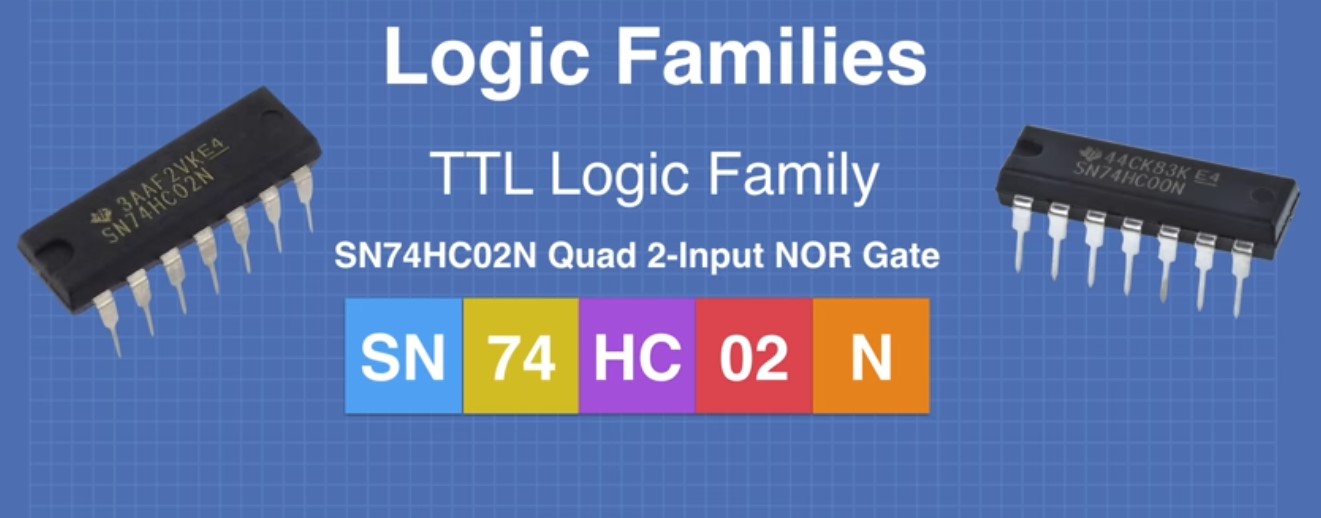 Logic Families
TTL Logic Family
SN74HC02N Quad 2-Input NOR Gate
SN 74 HC 02 N
3AAF2VKE4
SN74HC02N
44CK83K E4
SN74HC00N